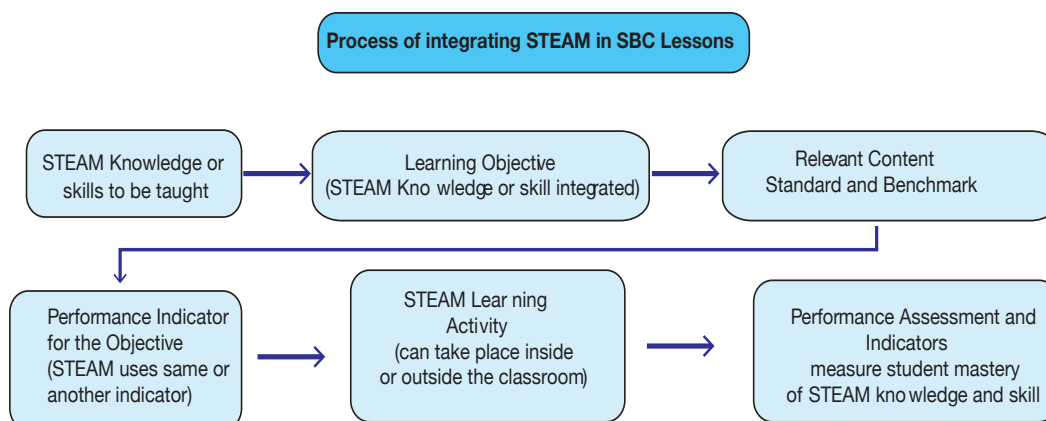 Process of integrating STEAM in SBC Lessons
STEAM Knowledge or
skills to be taught
Learning Objective
(STEAM Kno wledge or skill integrated)
Relevant Content
Standard and Benchmark
Performance Indicator
for the Objective
(STEAM uses same or
another indicator)
STEAM Lear ning
Activity
(can take place inside
or outside the classroom)
Performance Assessment and
Indicators
measure student mastery
of STEAM kno wledge and skill